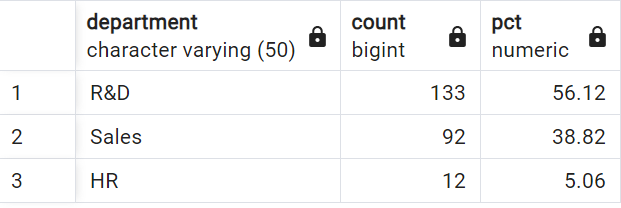 department count pct
character varying (50) bigint numeric
1 R&D 133 56.12
2 Sales 92 38.82
3 HR 12 5.06